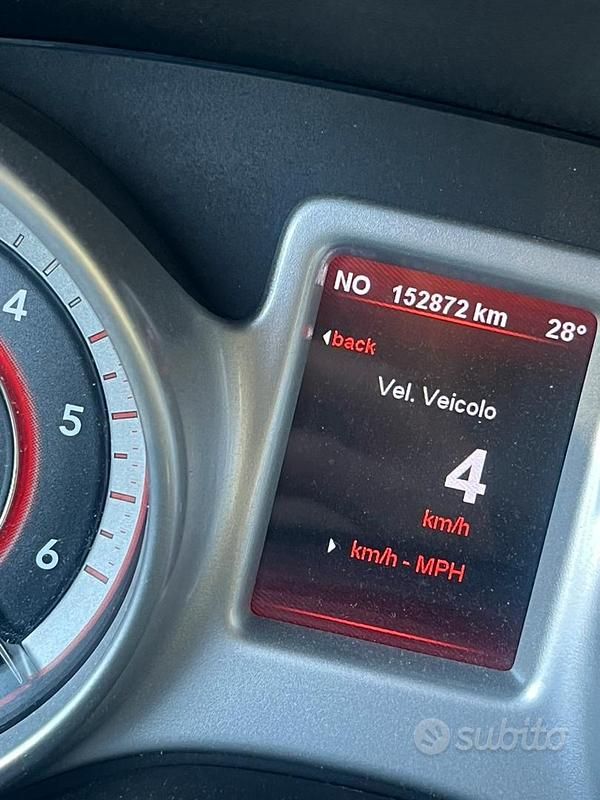 4
5
6
NO 152872 km 28°
back
Vel. Veicolo
4
km/h
km/h - MPH
subito